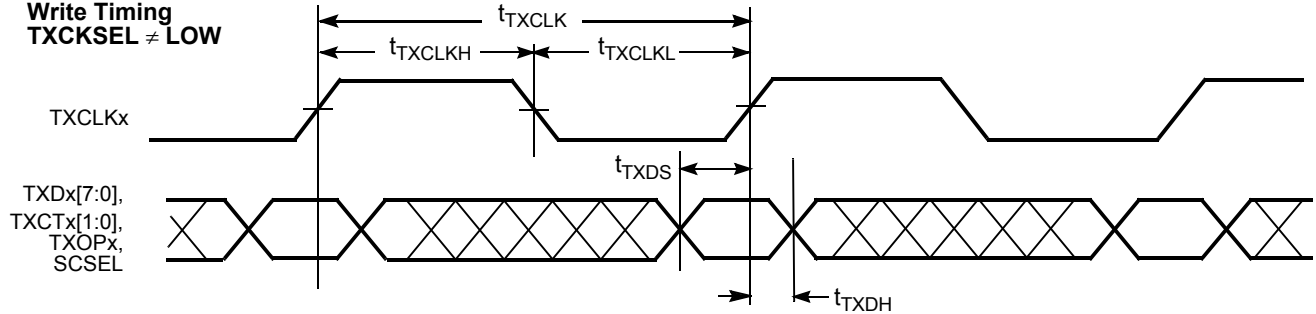 Write Timing
TXCKSEL ≠ LOW
tTXCLK
tTXCLKH
tTXCLKL
TXCLKx
tTXDS
TXDx[7:0],
TXCTx[1:0],
TXOPx,
SCSEL
tTXDH